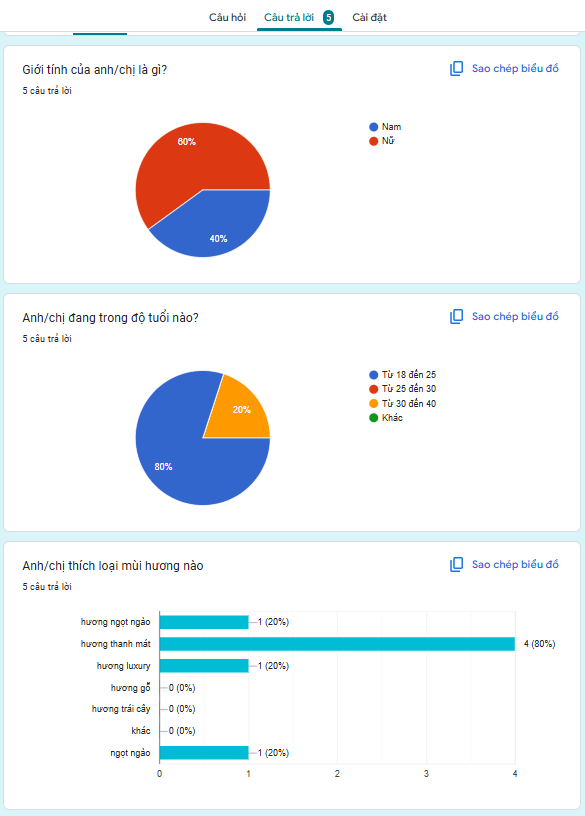 Câu hỏi Câu trả lời 5 Cài đặt
Giới tính của anh/chị là gì? Sao chép biểu đồ
5 câu trả lời
60%
40%
Nam
Nữ
Anh/chị đang trong độ tuổi nào? Sao chép biểu đồ
5 câu trả lời
20%
80%
Từ 18 đến 25
Từ 25 đến 30
Từ 30 đến 40
Khác
Anh/chị thích loại mùi hương nào Sao chép biểu đồ
5 câu trả lời
hương ngọt ngảo 1 (20%)
hương thanh mát 4 (80%)
hương luxury 1 (20%)
hương gỗ 0 (0%)
hương trái cây 0 (0%)
khác 0 (0%)
ngọt ngảo 1 (20%)
0 1 2 3 4